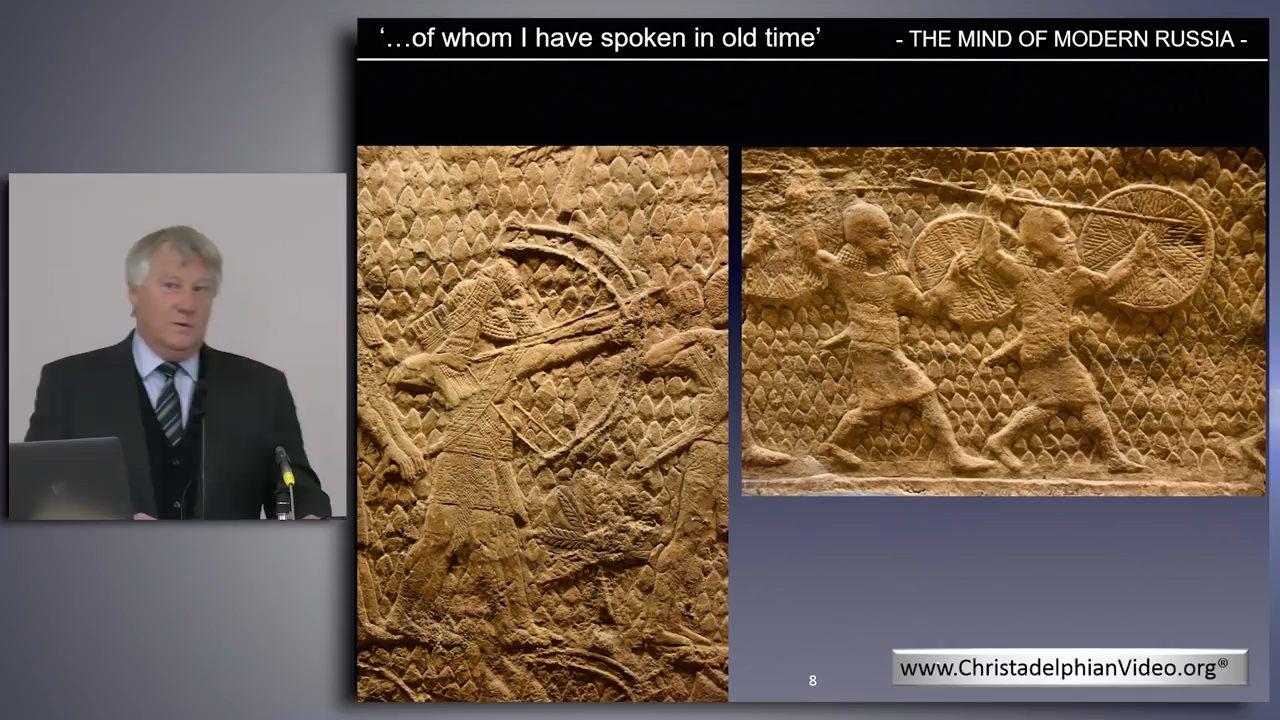 ‘…of whom I have spoken in old time’
- THE MIND OF MODERN RUSSIA -
8
www.ChristadelphianVideo.org®